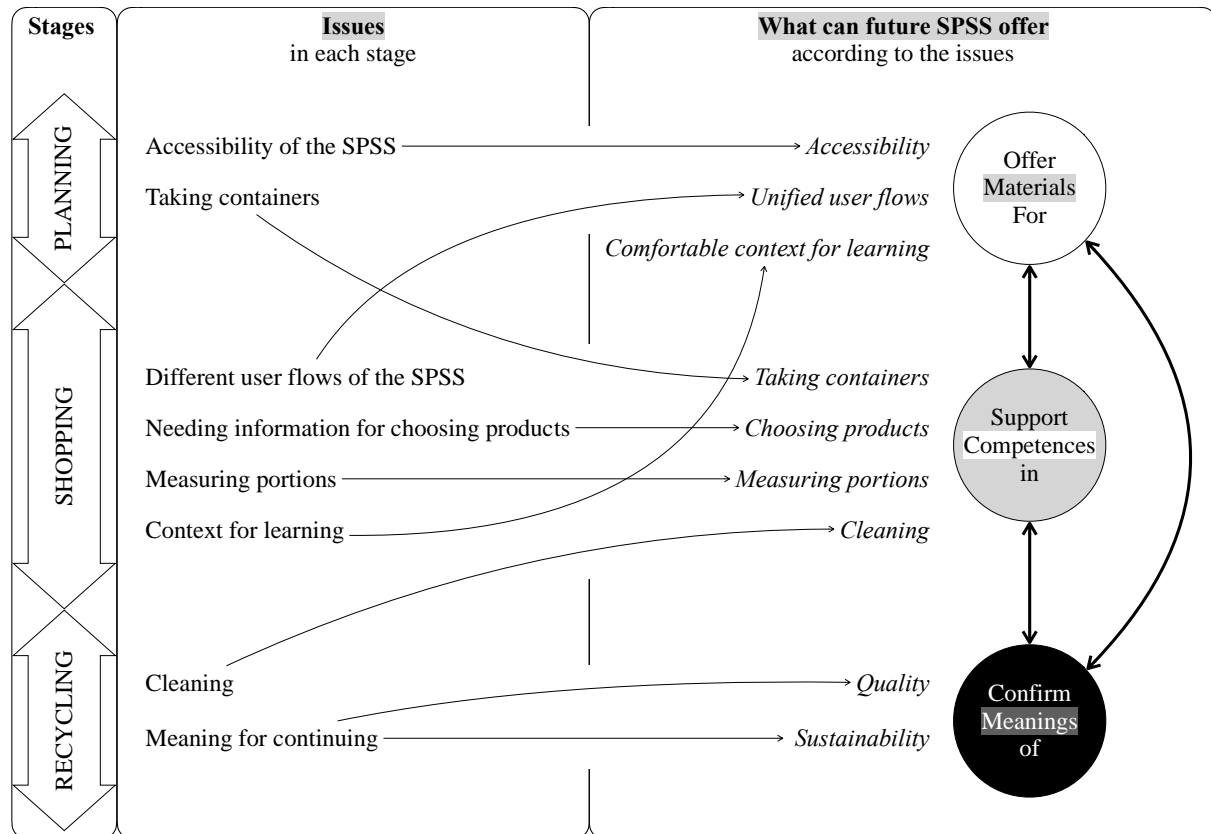 Stages
Issues
in each stage
What can future SPSS offer
according to the issues
PLANNING
Accessibility of the SPSS
Taking containers
Accessibility
Unified user flows
Comfortable context for learning
Offer
Materials
For
SHOPPING
Different user flows of the SPSS
Needing information for choosing products
Measuring portions
Context for learning
Taking containers
Choosing products
Measuring portions
Cleaning
Support
Competences
in
RECYCLING
Cleaning
Meaning for continuing
Quality
Sustainability
Confirm
Meanings
of